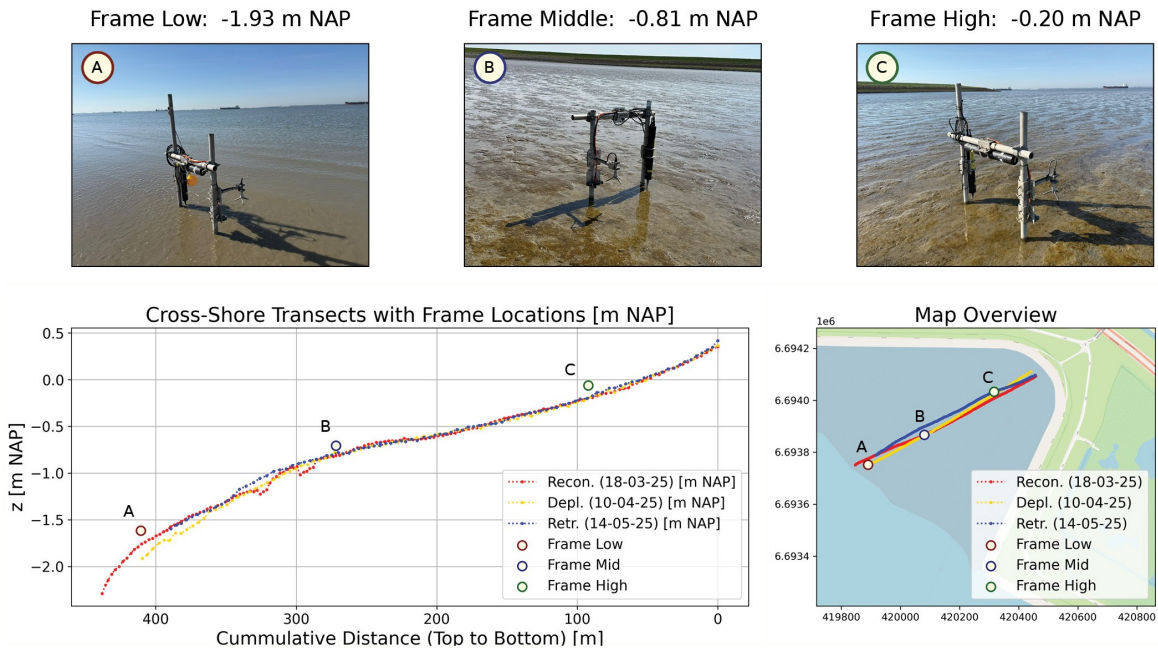 Frame Low:  -1.93 m NAP
Frame Middle:  -0.81 m NAP
Frame High:  -0.20 m NAP
A
B
C
Cross-Shore Transects with Frame Locations [m NAP]
z [m NAP]
0.5
0.0
−0.5
−1.0
−1.5
−2.0
A
B
C
Recon. (18-03-25) [m NAP]
Depl. (10-04-25) [m NAP]
Retr. (14-05-25) [m NAP]
Frame Low
Frame Mid
Frame High
400
300
200
100
0
Cummulative Distance (Top to Bottom) [m]
Map Overview
1e6
6.6942
6.6940
6.6938
6.6936
6.6934
A
B
C
Recon. (18-03-25)
Depl. (10-04-25)
Retr. (14-05-25)
Frame Low
Frame Mid
Frame High
419800
420000
420200
420400
420600
420800